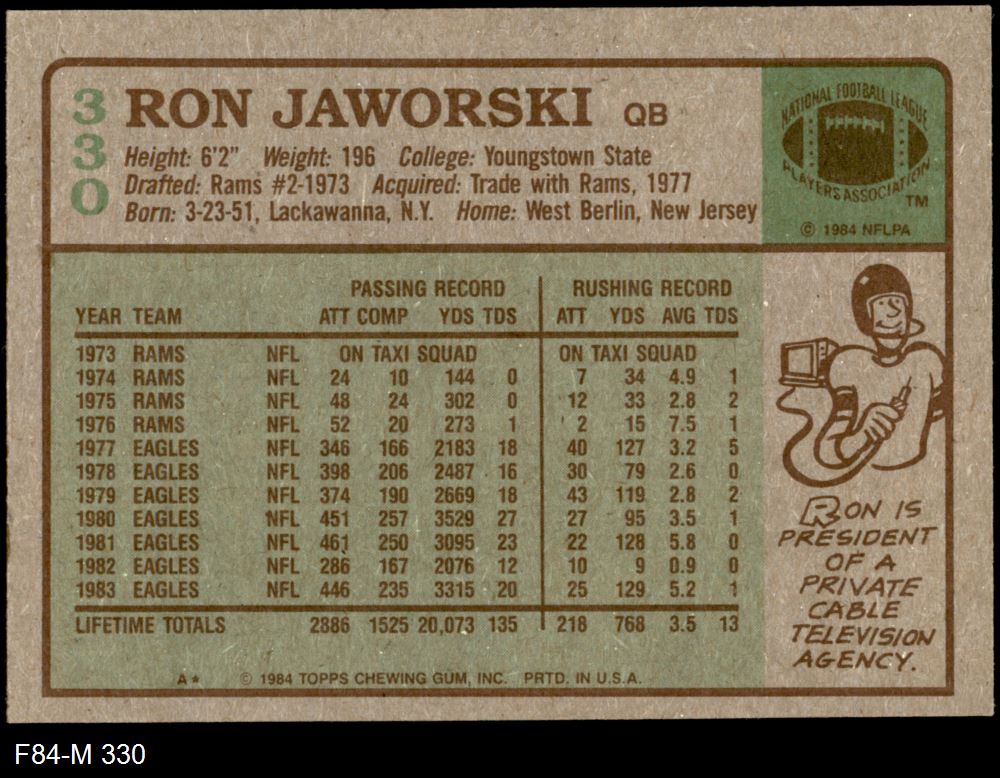 330
RON JAWORSKI QB
Height: 6'2" Weight: 196 College: Youngstown State
Drafted: Rams #2-1973 Acquired: Trade with Rams, 1977
Born: 3-23-51, Lackawanna, N.Y. Home: West Berlin, New Jersey
NATIONAL FOOTBALL LEAGUE
PLAYERS ASSOCIATION
TM
© 1984 NFLPA
PASSING RECORD RUSHING RECORD
YEAR TEAM ATT COMP YDS TDS ATT YDS AVG TDS
1973 RAMS NFL ON TAXI SQUAD ON TAXI SQUAD
1974 RAMS NFL 24 10 144 0 7 34 4.9 1
1975 RAMS NFL 48 24 302 0 12 33 2.8 2
1976 RAMS NFL 52 20 273 1 2 15 7.5 1
1977 EAGLES NFL 346 166 2183 18 40 127 3.2 5
1978 EAGLES NFL 398 206 2487 16 30 79 2.6 0
1979 EAGLES NFL 374 190 2669 18 43 119 2.8 2
1980 EAGLES NFL 451 257 3529 27 27 95 3.5 1
1981 EAGLES NFL 461 250 3095 23 22 128 5.8 0
1982 EAGLES NFL 286 167 2076 12 10 9 0.9 0
1983 EAGLES NFL 446 235 3315 20 25 129 5.2 1
LIFETIME TOTALS 2886 1525 20,073 135 218 768 3.5 13
A* © 1984 TOPPS CHEWING GUM, INC. PRTD. IN U.S.A.
RON IS
PRESIDENT
OF A
PRIVATE
CABLE
TELEVISION
AGENCY.
F84-M 330